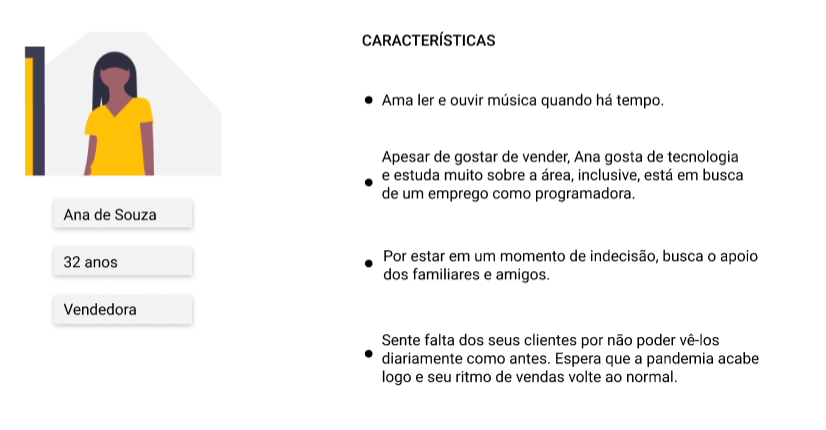 CARACTERÍSTICAS
Ama ler e ouvir música quando há tempo.
Apesar de gostar de vender, Ana gosta de tecnologia
e estuda muito sobre a área, inclusive, está em busca
de um emprego como programadora.
Por estar em um momento de indecisão, busca o apoio
dos familiares e amigos.
Sente falta dos seus clientes por não poder vê-los
diariamente como antes. Espera que a pandemia acabe
logo e seu ritmo de vendas volte ao normal.
Ana de Souza
32 anos
Vendedora